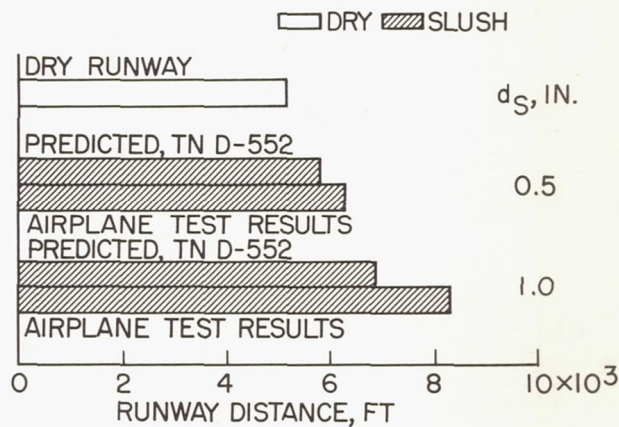 DRY SLUSH
DRY RUNWAY
d_S, IN.
PREDICTED, TN D-552
0.5
AIRPLANE TEST RESULTS
PREDICTED, TN D-552
1.0
AIRPLANE TEST RESULTS
0 2 4 6 8 10×10³
RUNWAY DISTANCE, FT